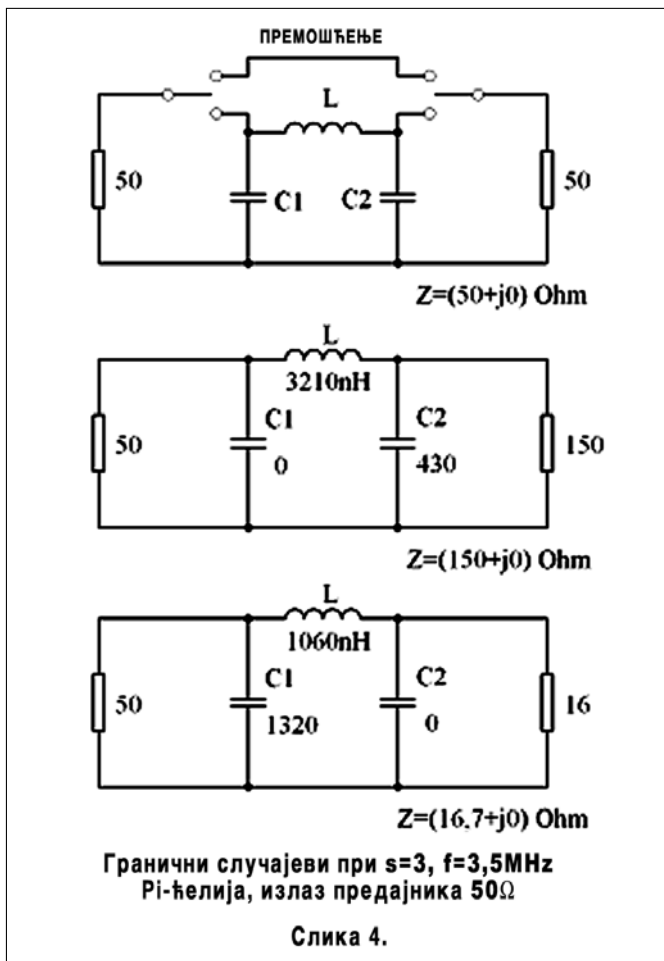 ПРЕМОШЋЕЊЕ
L
50
C1
C2
50
Z=(50+j0) Ohm
L
3210nH
50
C1
0
C2
430
150
Z=(150+j0) Ohm
L
1060nH
50
C1
1320
C2
0
16
Z=(16,7+j0) Ohm
Гранични случајеви при s=3, f=3,5MHz
Pi-ћелија, излаз предајника 50Ω
Слика 4.